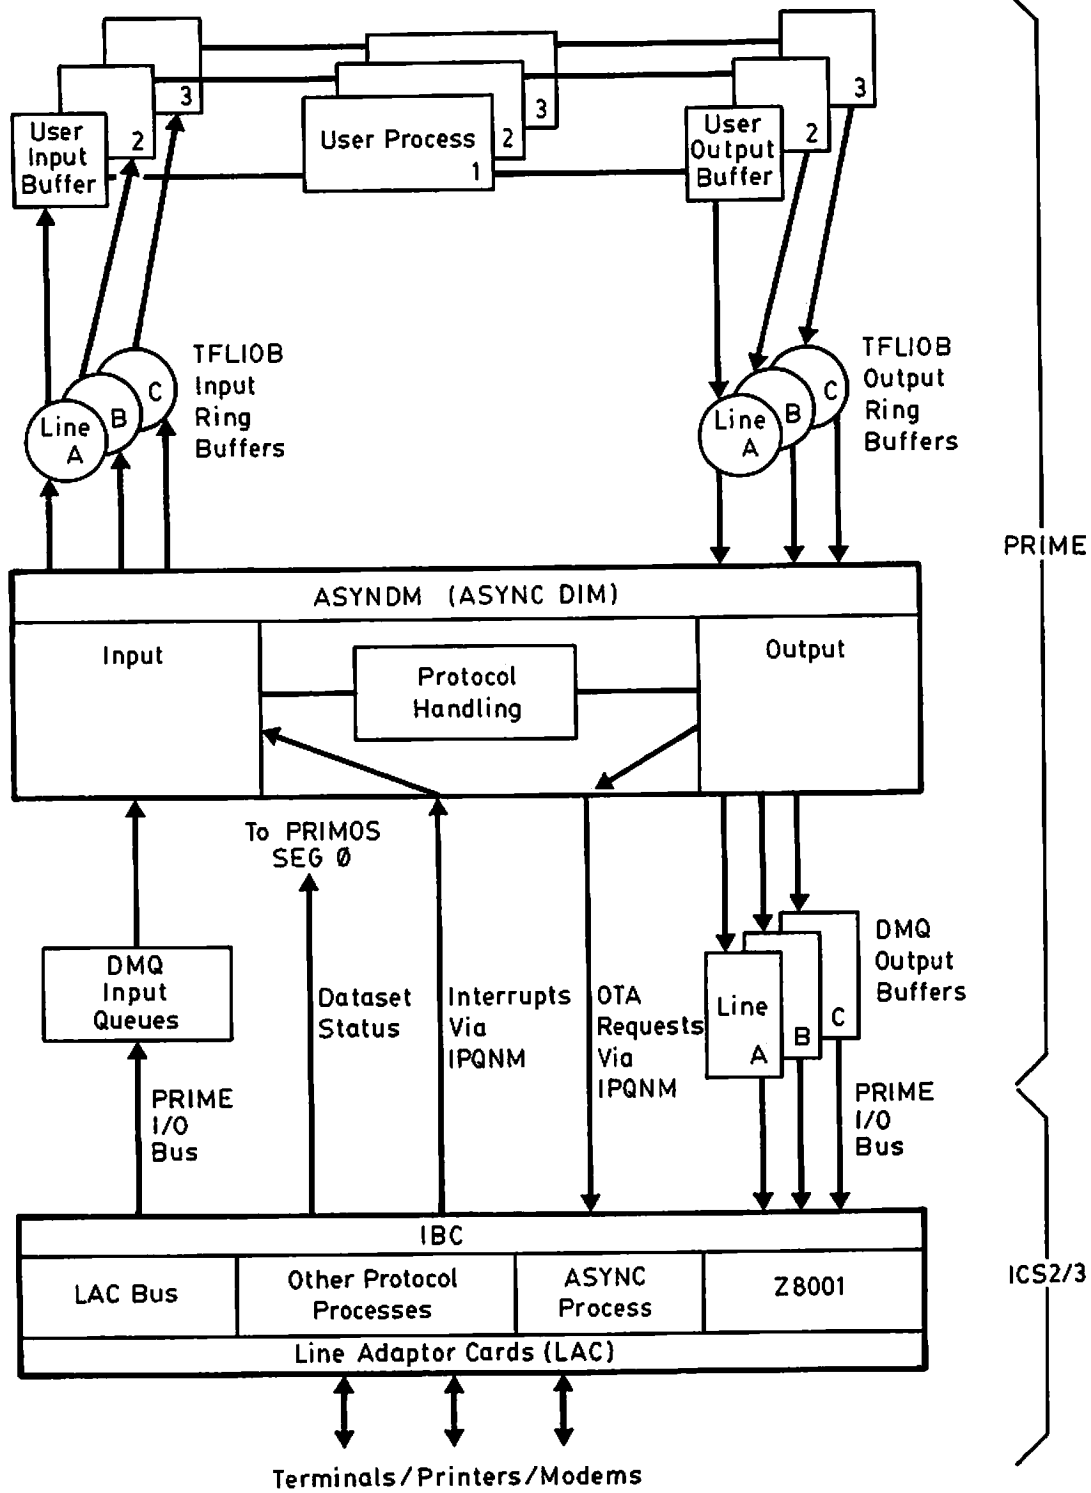 3
2
User
Input
Buffer
3
2
User Process
1
3
2
User
Output
Buffer
TFLIOB
Input
Ring
Buffers
C
B
Line
A
TFLIOB
Output
Ring
Buffers
C
B
Line
A
PRIME
ASYNDM (ASYNC DIM)
Input
Protocol
Handling
Output
To PRIMOS
SEG Ø
DMQ
Input
Queues
Dataset
Status
Interrupts
Via
IPQNM
OTA
Requests
Via
IPQNM
Line
A
B
C
DMQ
Output
Buffers
PRIME
I/O
Bus
PRIME
I/O
Bus
IBC
LAC Bus
Other Protocol
Processes
ASYNC
Process
Z8001
ICS2/3
Line Adaptor Cards (LAC)
Terminals/Printers/Modems